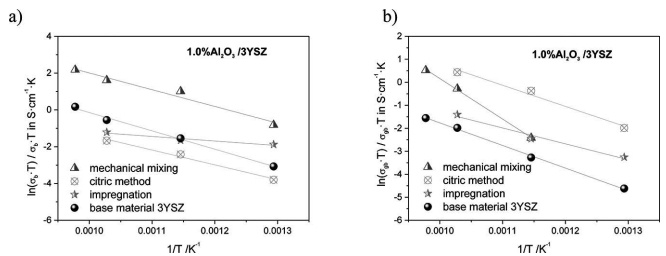 a)
1.0%Al₂O₃ /3YSZ
ln(σb·T) / σb·T in S·cm⁻¹·K
4
2
0
-2
-4
-6
mechanical mixing
citric method
impregnation
base material 3YSZ
0.0010 0.0011 0.0012 0.0013
1/T /K⁻¹
b)
1.0%Al₂O₃ /3YSZ
ln(σgb·T) / σgb·T in S·cm⁻¹·K
2
1
0
-1
-2
-3
-4
-5
-6
mechanical mixing
citric method
impregnation
base material 3YSZ
0.0010 0.0011 0.0012 0.0013
1/T /K⁻¹